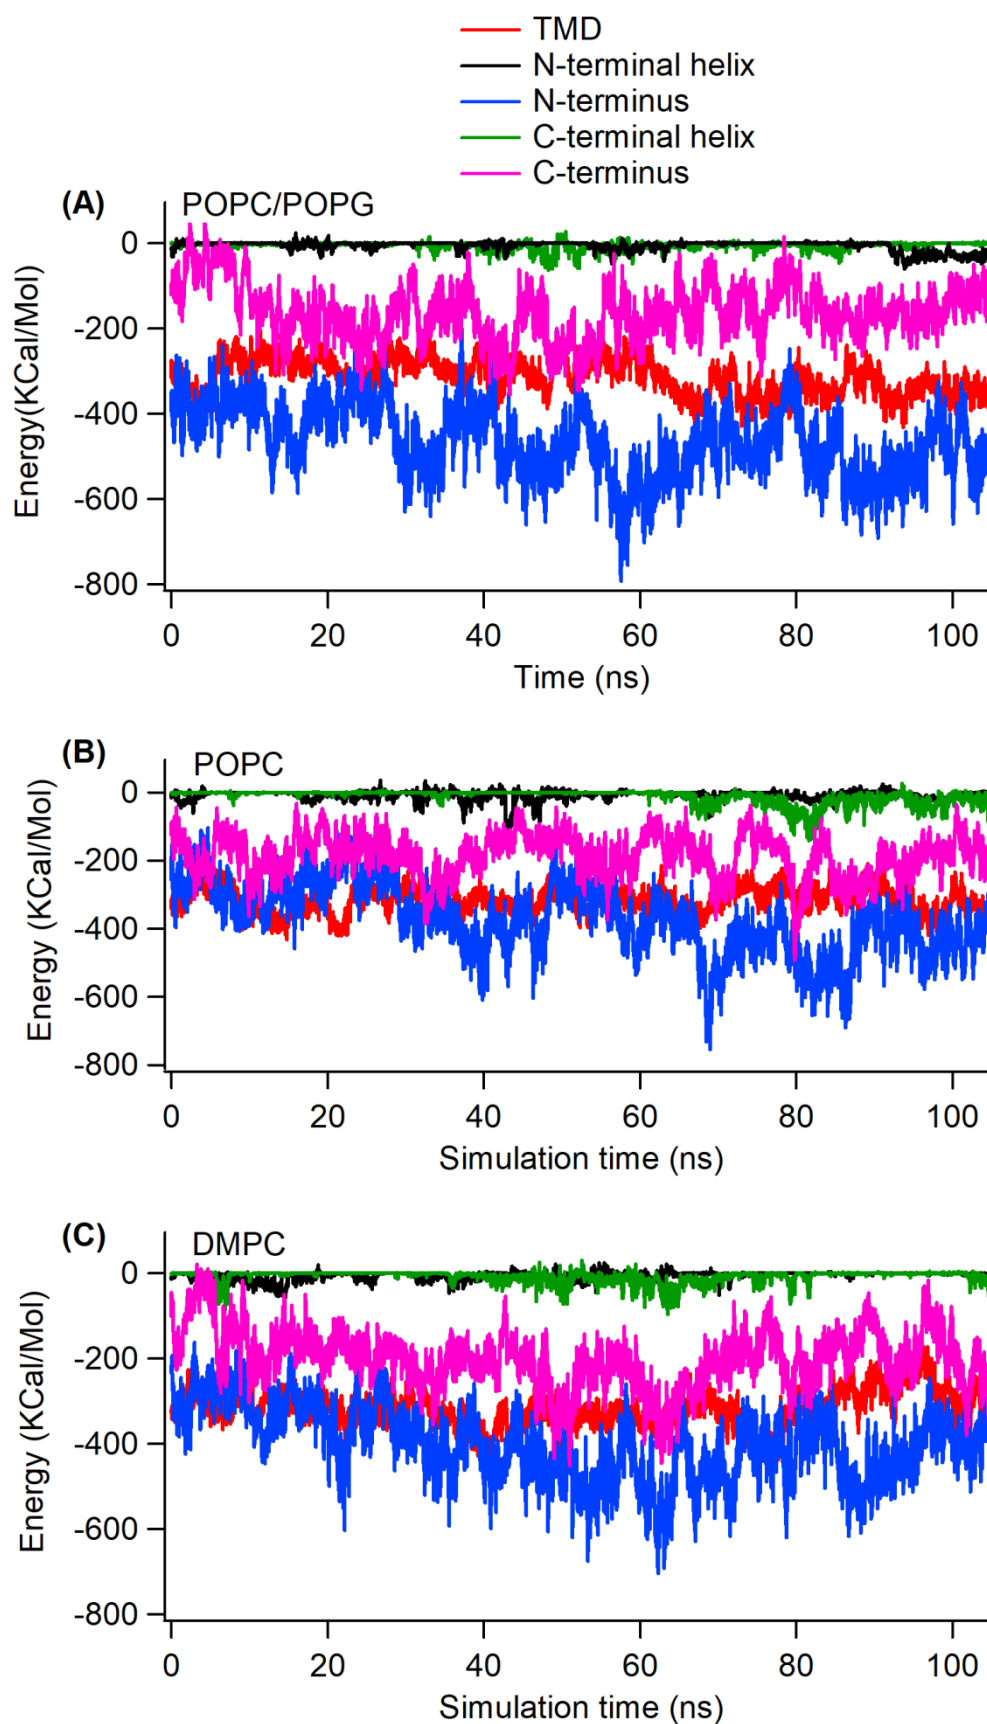 TMD
N-terminal helix
N-terminus
C-terminal helix
C-terminus
(A)
POPC/POPG
0
-200
-400
-600
-800
Energy(KCal/Mol)
0 20 40 60 80 100
Time (ns)
(B)
POPC
0
-200
-400
-600
-800
Energy (KCal/Mol)
0 20 40 60 80 100
Simulation time (ns)
(C)
DMPC
0
-200
-400
-600
-800
Energy (KCal/Mol)
0 20 40 60 80 100
Simulation time (ns)